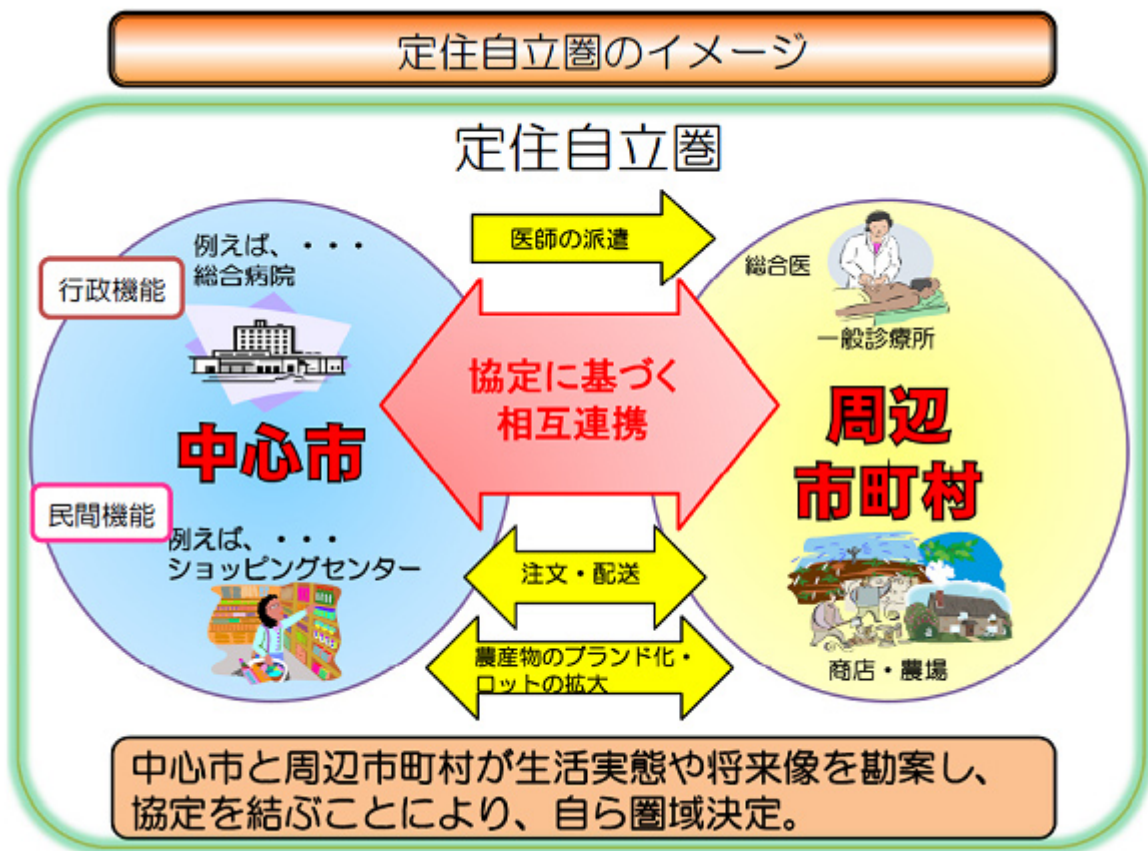 定住自立圏のイメージ
定住自立圏
医師の派遣
例えば、・・・
総合病院
行政機能
総合医
一般診療所
協定に基づく
相互連携
中心市
周辺
市町村
民間機能
例えば、・・・
ショッピングセンター
注文・配送
農産物のブランド化・
ロットの拡大
商店・農場
中心市と周辺市町村が生活実態や将来像を勘案し、
協定を結ぶことにより、自ら圏域決定。